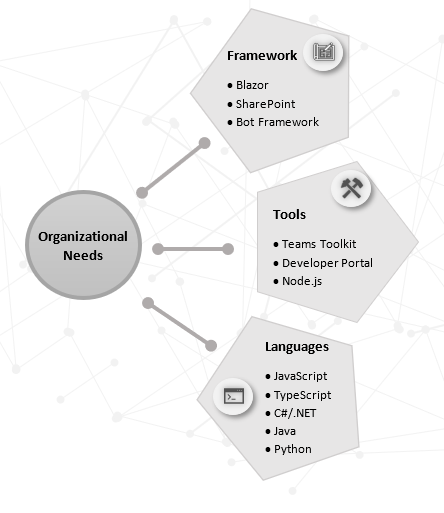 Framework
• Blazor
• SharePoint
• Bot Framework
Organizational
Needs
Tools
• Teams Toolkit
• Developer Portal
• Node.js
Languages
• JavaScript
• TypeScript
• C#/.NET
• Java
• Python